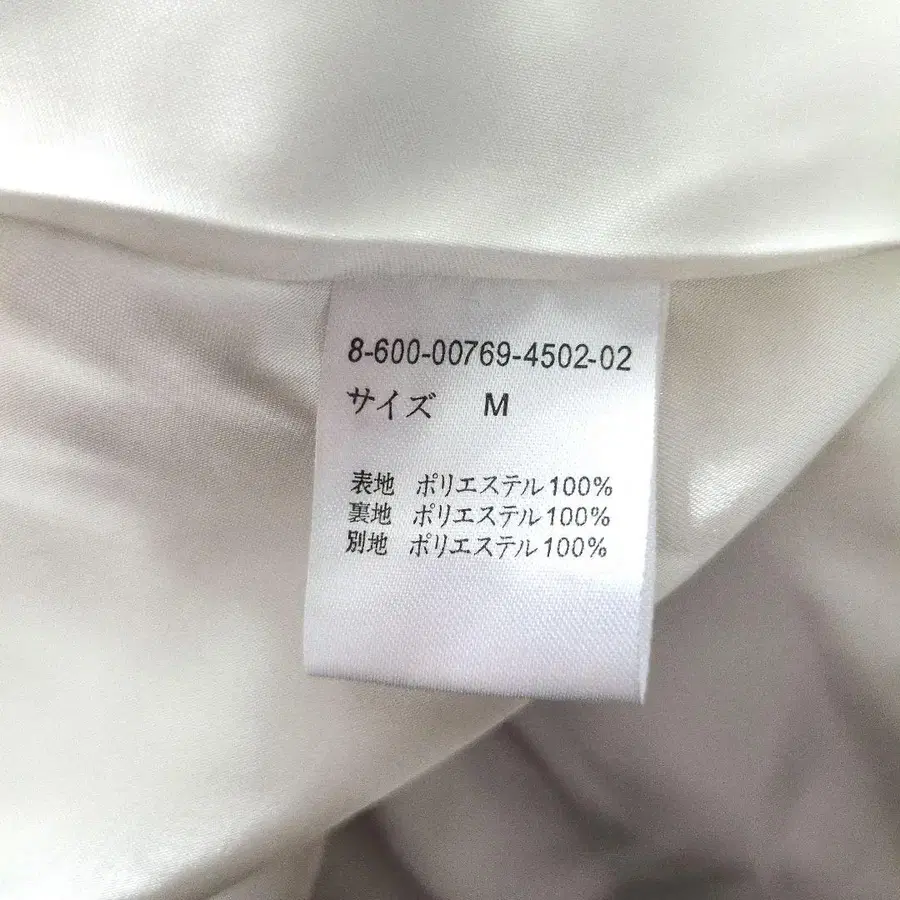 8-600-00769-4502-02
サイズ M
表地 ポリエステル100%
裏地 ポリエステル100%
別地 ポリエステル100%